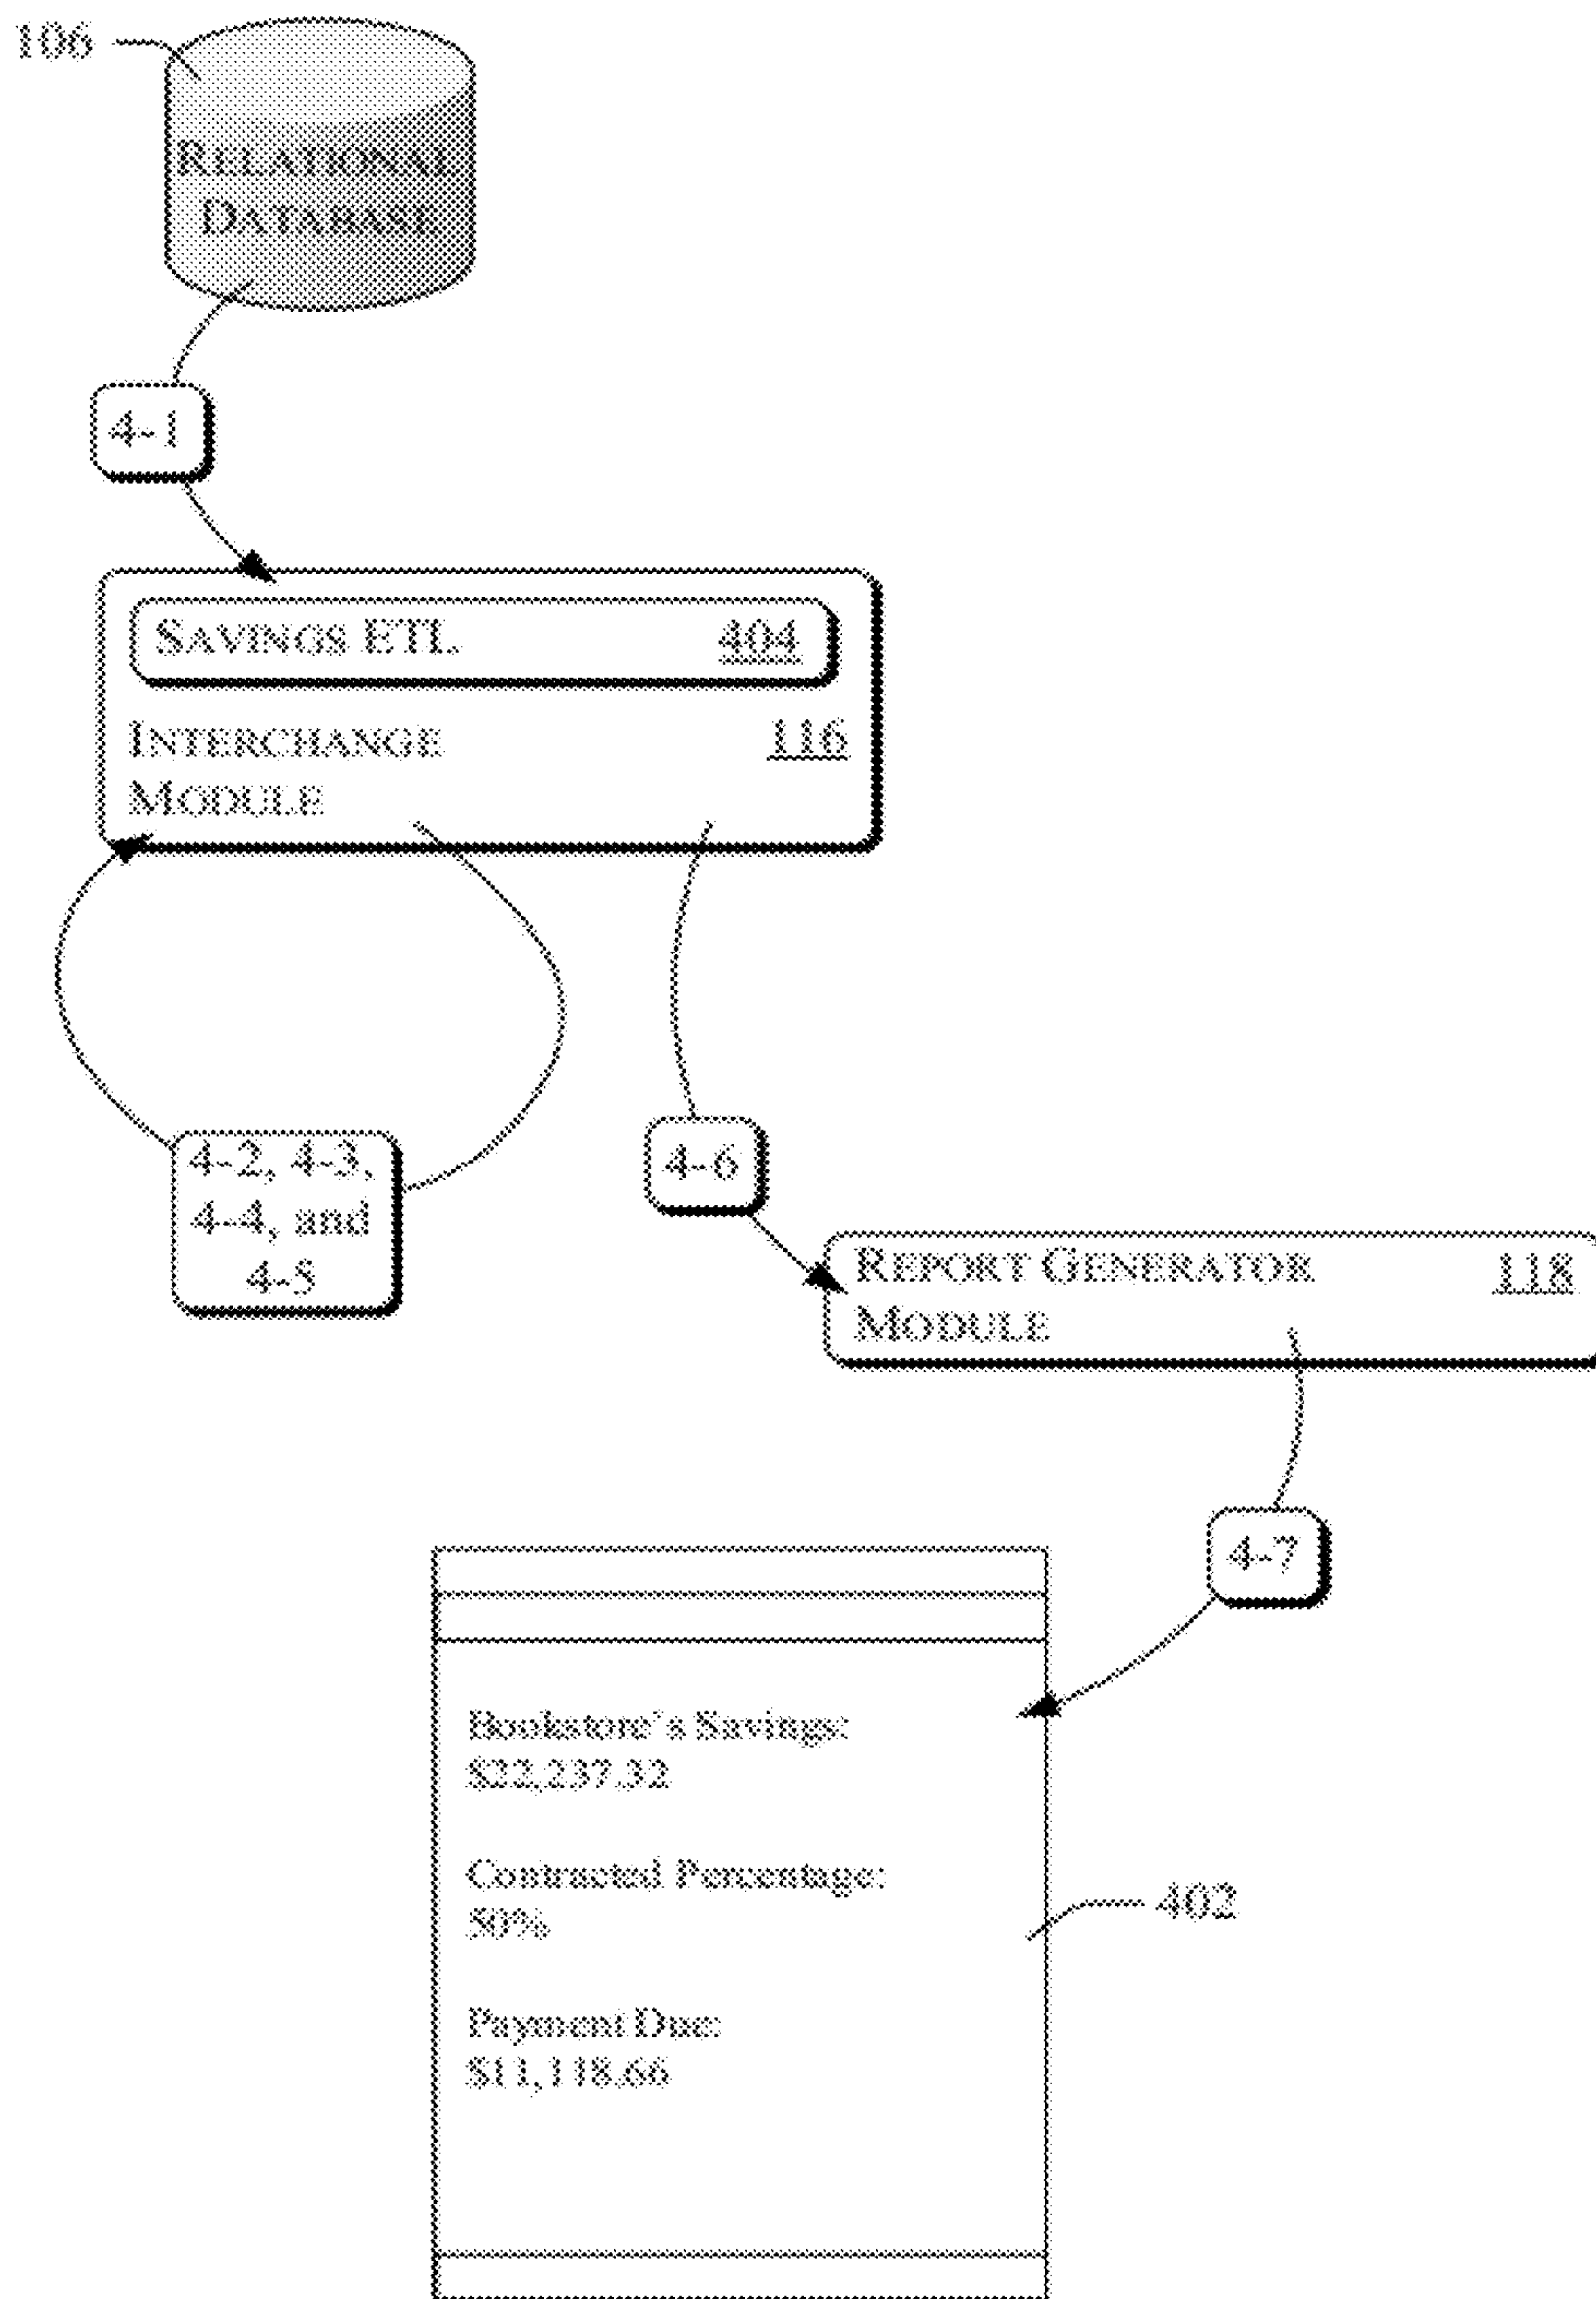 106
RELATIONAL
DATABASE
4-1
SAVINGS ETL 404
INTERCHANGE 116
MODULE
4-2, 4-3,
4-4, and
4-5
4-6
REPORT GENERATOR 118
MODULE
4-7
Bookstore's Savings:
$22,237.32
Contracted Percentage:
50%
402
Payment Due:
$11,118.66